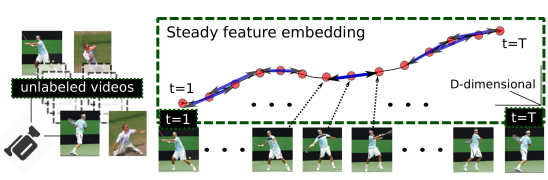 Steady feature embedding
t=T
t=1
D-dimensional
unlabeled videos
t=1
t=T